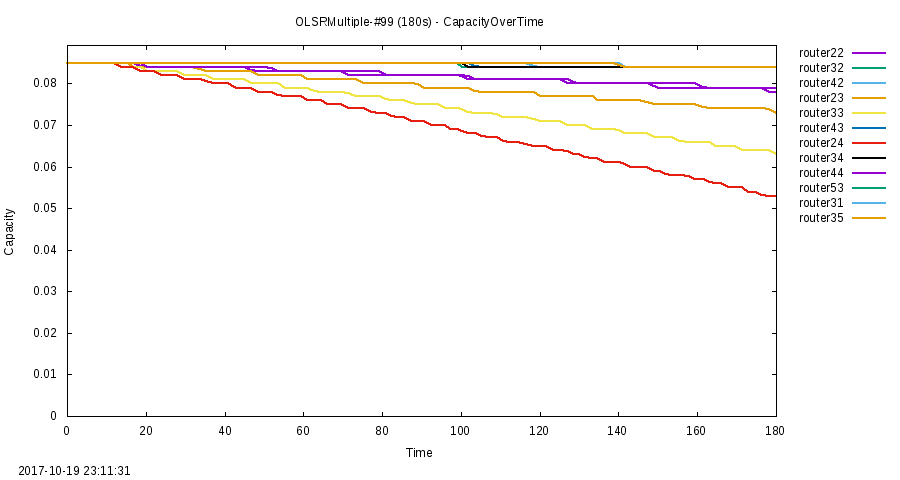 OLSRMultiple-#99 (180s) - CapacityOverTime
router22
router32
router42
router23
router33
router43
router24
router34
router44
router53
router31
router35
0.08
0.07
0.06
0.05
0.04
0.03
0.02
0.01
0
Capacity
0 20 40 60 80 100 120 140 160 180
Time
2017-10-19 23:11:31